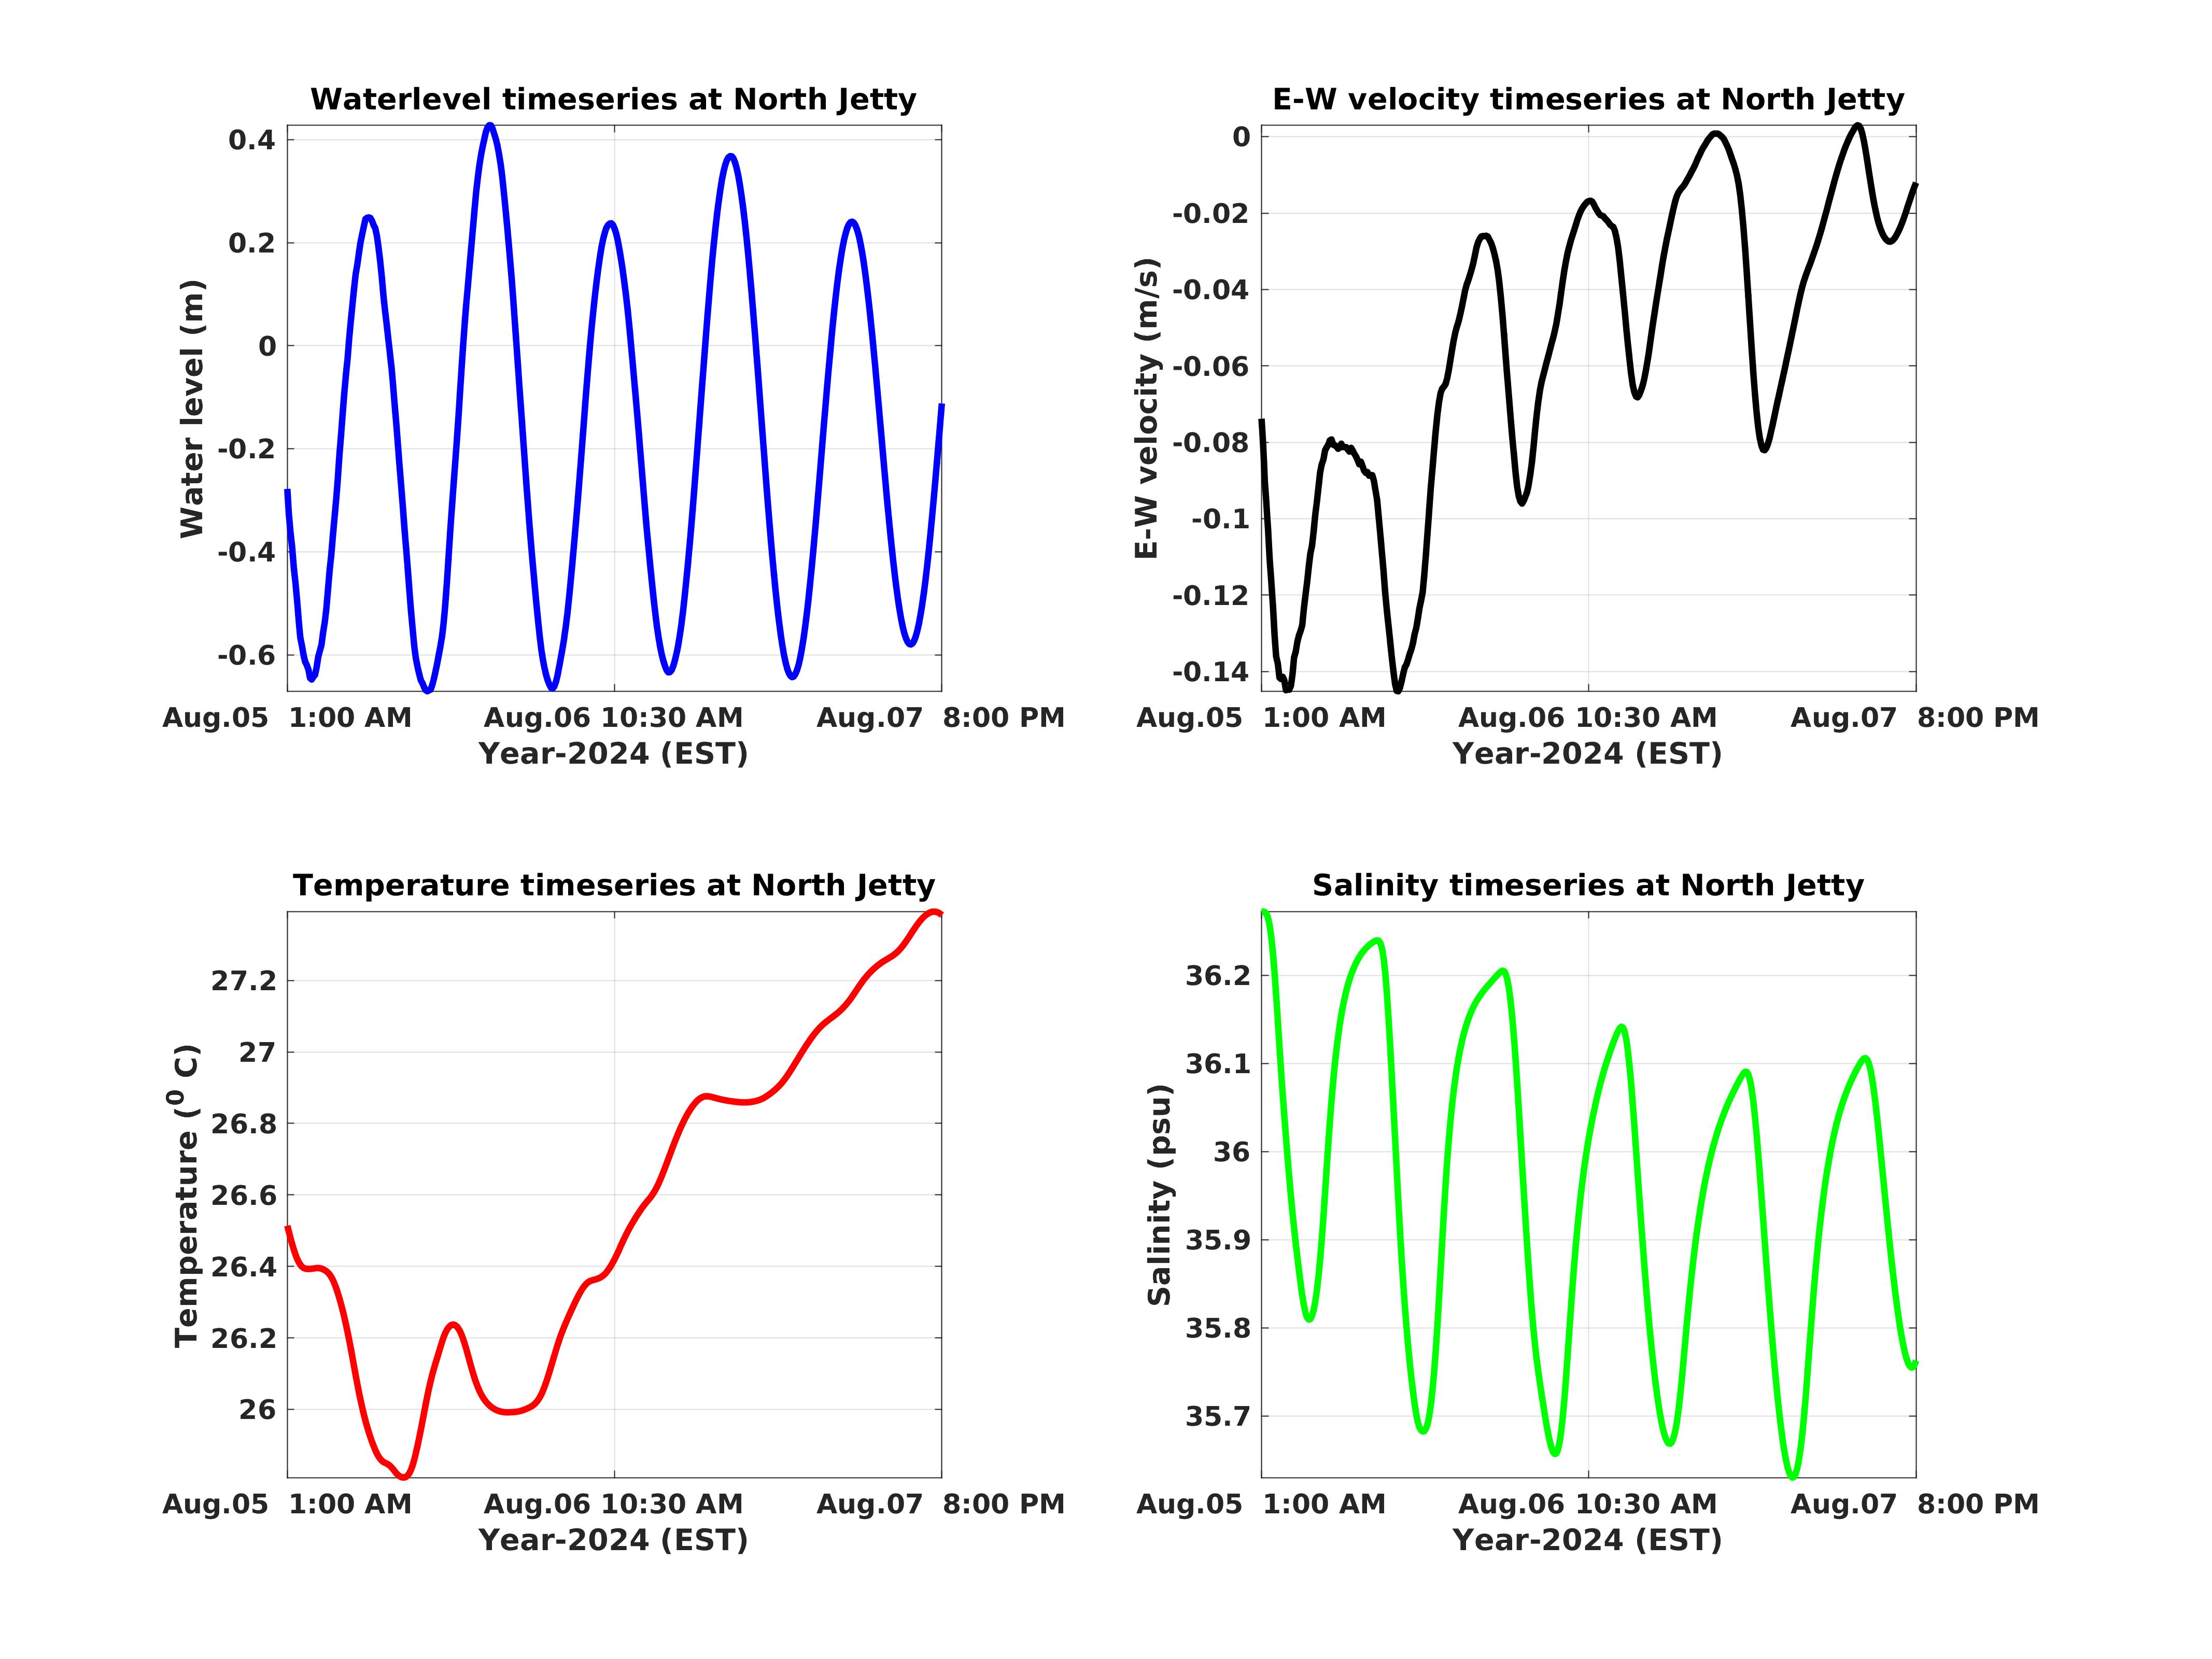 Waterlevel timeseries at North Jetty
0.4
0.2
0
-0.2
-0.4
-0.6
Water level (m)
Aug.05 1:00 AM
Aug.06 10:30 AM
Aug.07 8:00 PM
Year-2024 (EST)
E-W velocity timeseries at North Jetty
0
-0.02
-0.04
-0.06
-0.08
-0.1
-0.12
-0.14
E-W velocity (m/s)
Aug.05 1:00 AM
Aug.06 10:30 AM
Aug.07 8:00 PM
Year-2024 (EST)
Temperature timeseries at North Jetty
27.2
27
26.8
26.6
26.4
26.2
26
Temperature (⁰ C)
Aug.05 1:00 AM
Aug.06 10:30 AM
Aug.07 8:00 PM
Year-2024 (EST)
Salinity timeseries at North Jetty
36.2
36.1
36
35.9
35.8
35.7
Salinity (psu)
Aug.05 1:00 AM
Aug.06 10:30 AM
Aug.07 8:00 PM
Year-2024 (EST)